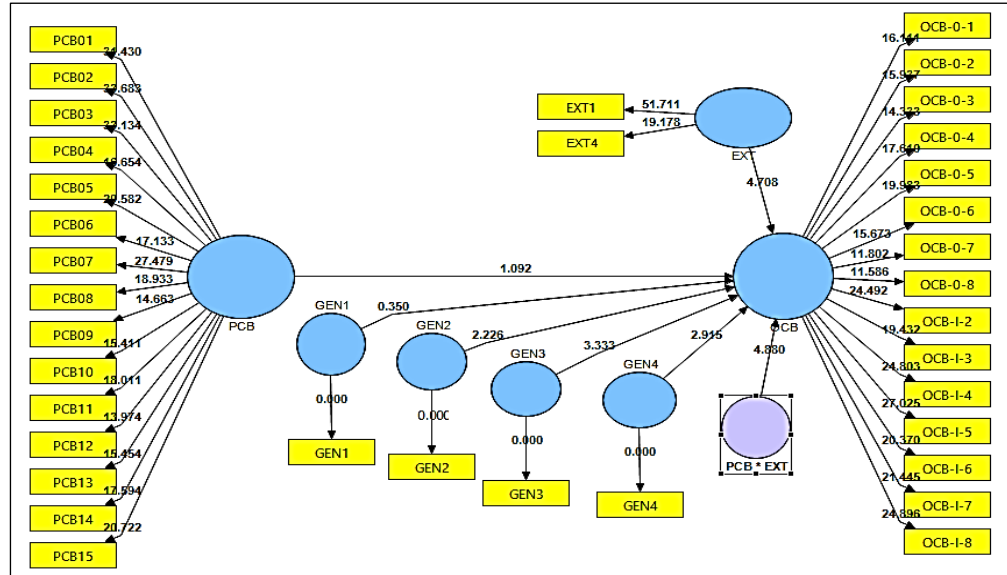 PCB01
PCB02
PCB03
PCB04
PCB05
PCB06
PCB07
PCB08
PCB09
PCB10
PCB11
PCB12
PCB13
PCB14
PCB15
17.133
27.479
18.933
14.663
15.411
18.011
13.974
15.454
17.594
20.722
PCB
1.092
GEN1
0.350
0.000
GEN1
GEN2
2.226
GEN2
GEN3
3.333
0.000
GEN3
GEN4
2.915
0.000
GEN4
EXT1
51.711
EXT4
19.178
EXT
4.708
OCB
4.880
PCB * EXT
15.673
11.802
11.586
24.492
19.432
24.803
27.025
20.370
21.445
24.896
OCB-0-1
OCB-0-2
OCB-0-3
OCB-0-4
OCB-0-5
OCB-0-6
OCB-0-7
OCB-0-8
OCB-I-2
OCB-I-3
OCB-I-4
OCB-I-5
OCB-I-6
OCB-I-7
OCB-I-8